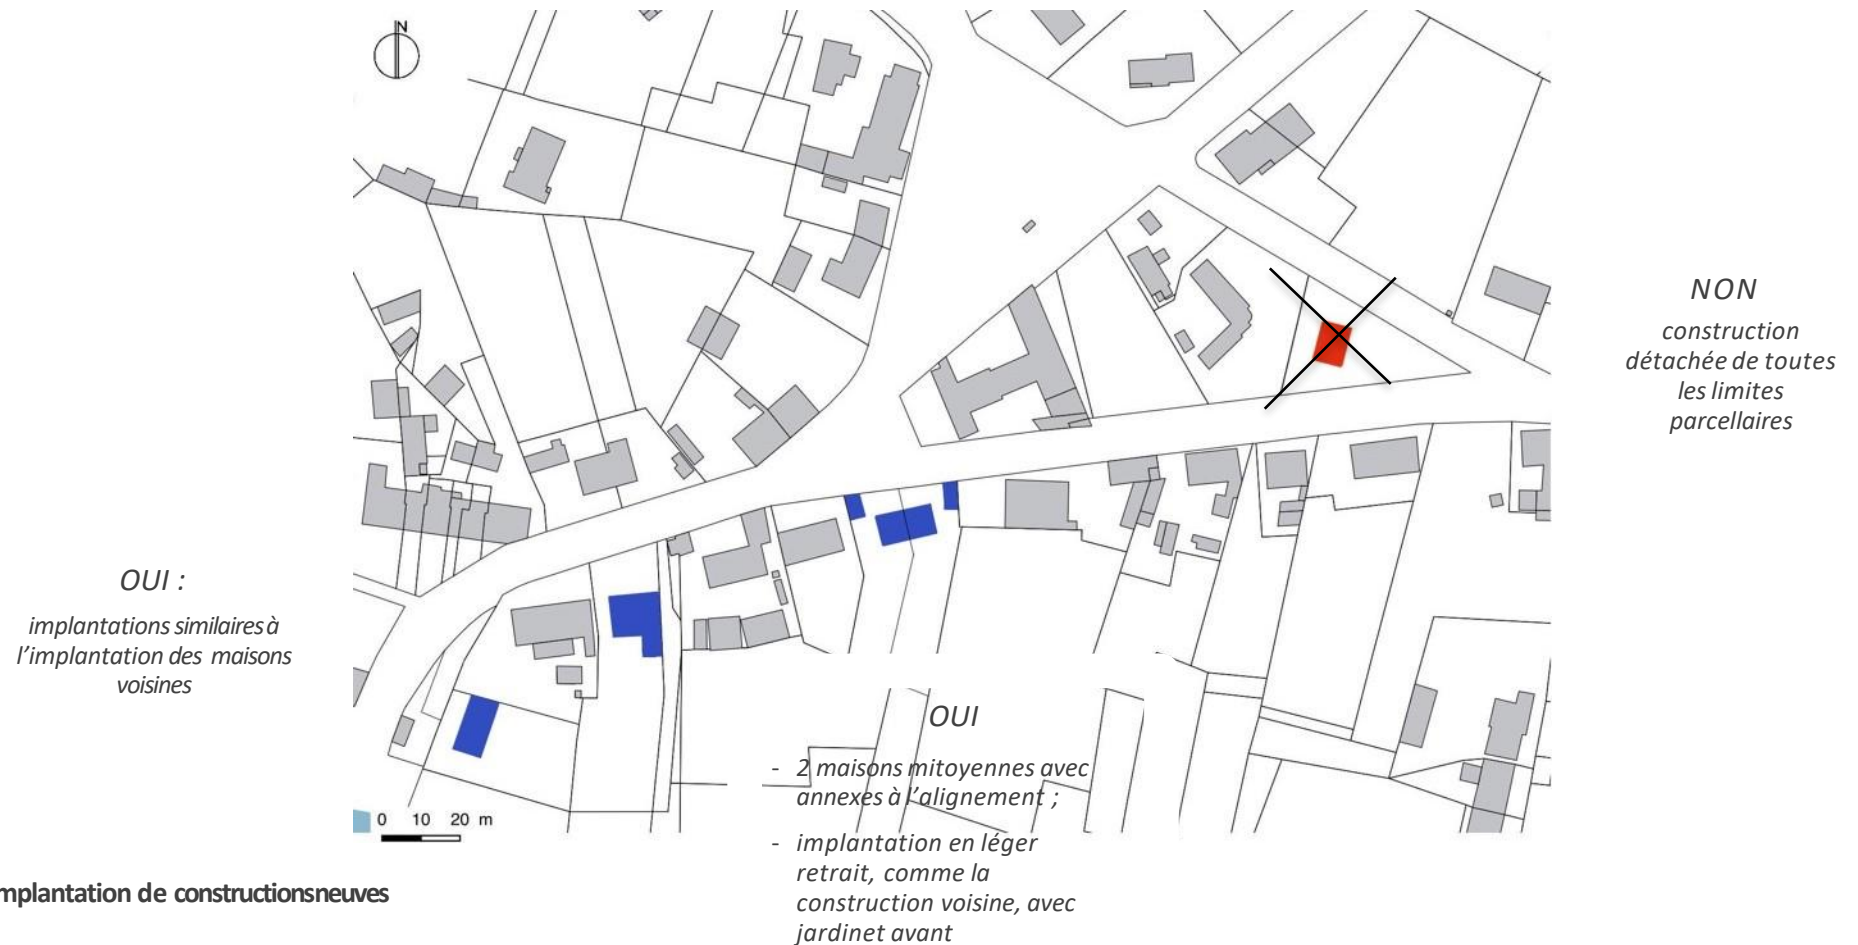 N
NON
construction
détachée de toutes
les limites
parcellaires
OUI :
implantations similaires à
l’implantation des maisons
voisines
OUI
- 2 maisons mitoyennes avec
annexes à l’alignement ;
- implantation en léger
retrait, comme la
construction voisine, avec
jardinet avant
0 10 20 m
mplantation de constructionsneuves